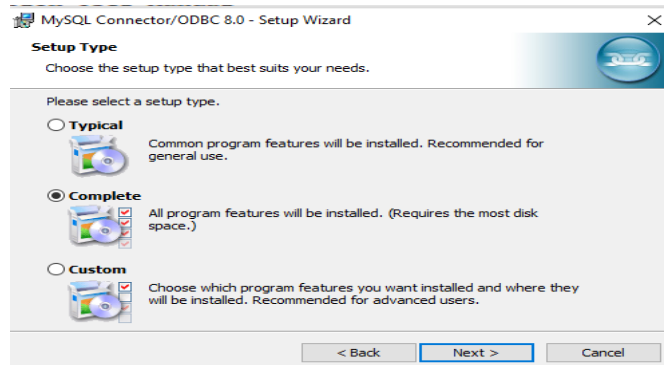 MySQL Connector/ODBC 8.0 - Setup Wizard
Setup Type
Choose the setup type that best suits your needs.
Please select a setup type.
Typical
Common program features will be installed. Recommended for
general use.
Complete
All program features will be installed. (Requires the most disk
space.)
Custom
Choose which program features you want installed and where they
will be installed. Recommended for advanced users.
< Back
Next >
Cancel